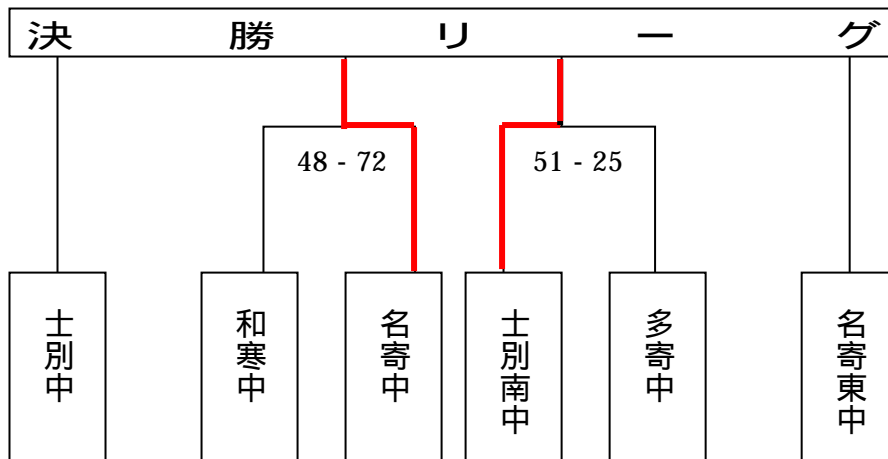 決勝リーグ
48 - 72
51 - 25
士別中
和寒中
名寄中
士別南中
多寄中
名寄東中